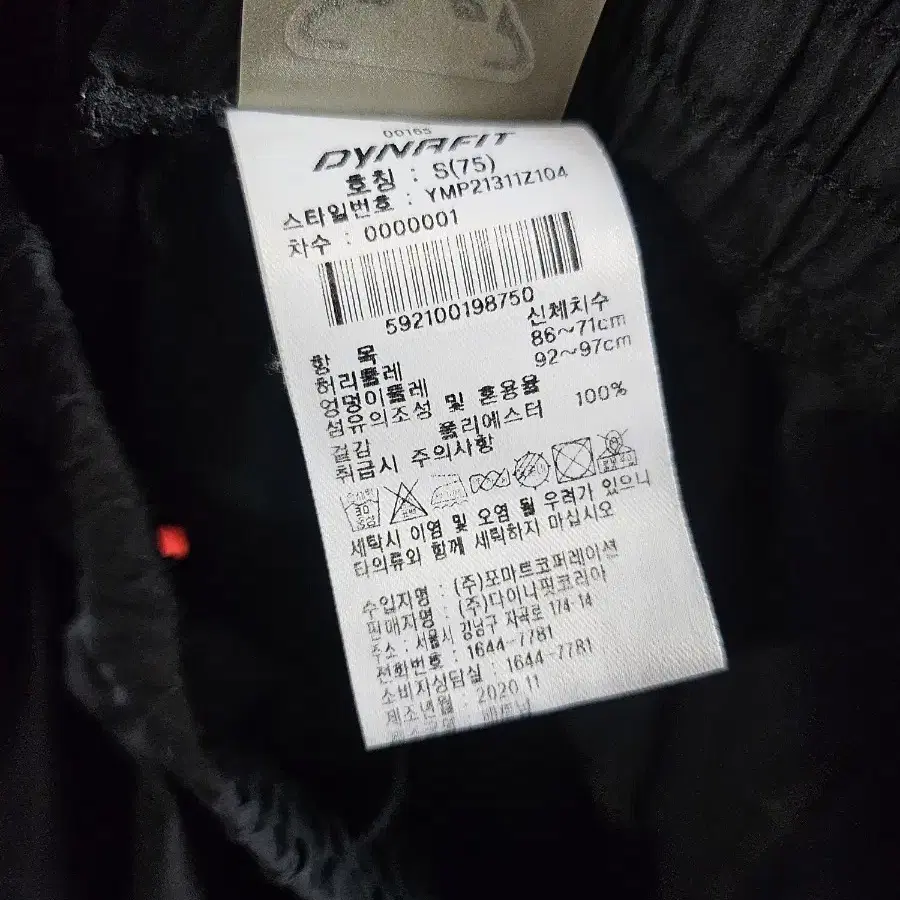 00165
DYNAFIT
호칭 : S(75)
스타일번호 : YMP21311Z104
차수 : 0000001
592100198750
항 목 신체치수
허리둘레 86~71cm
엉덩이둘레 92~97cm
섬유의조성 및 혼용율
겉감 폴리에스터 100%
취급시 주의사항
세탁시 이염 및 오염 될 우려가 있으니
타의류와 함께 세탁하지 마십시오
수입자명 : (주)포마트코퍼레이션
판매자명 : (주)다이나핏코리아
주소 : 서울시 강남구 자곡로 174-14
전화번호 : 1644-7781
소비자상담실 : 1644-7781
제조년월 : 2020.11
베트남